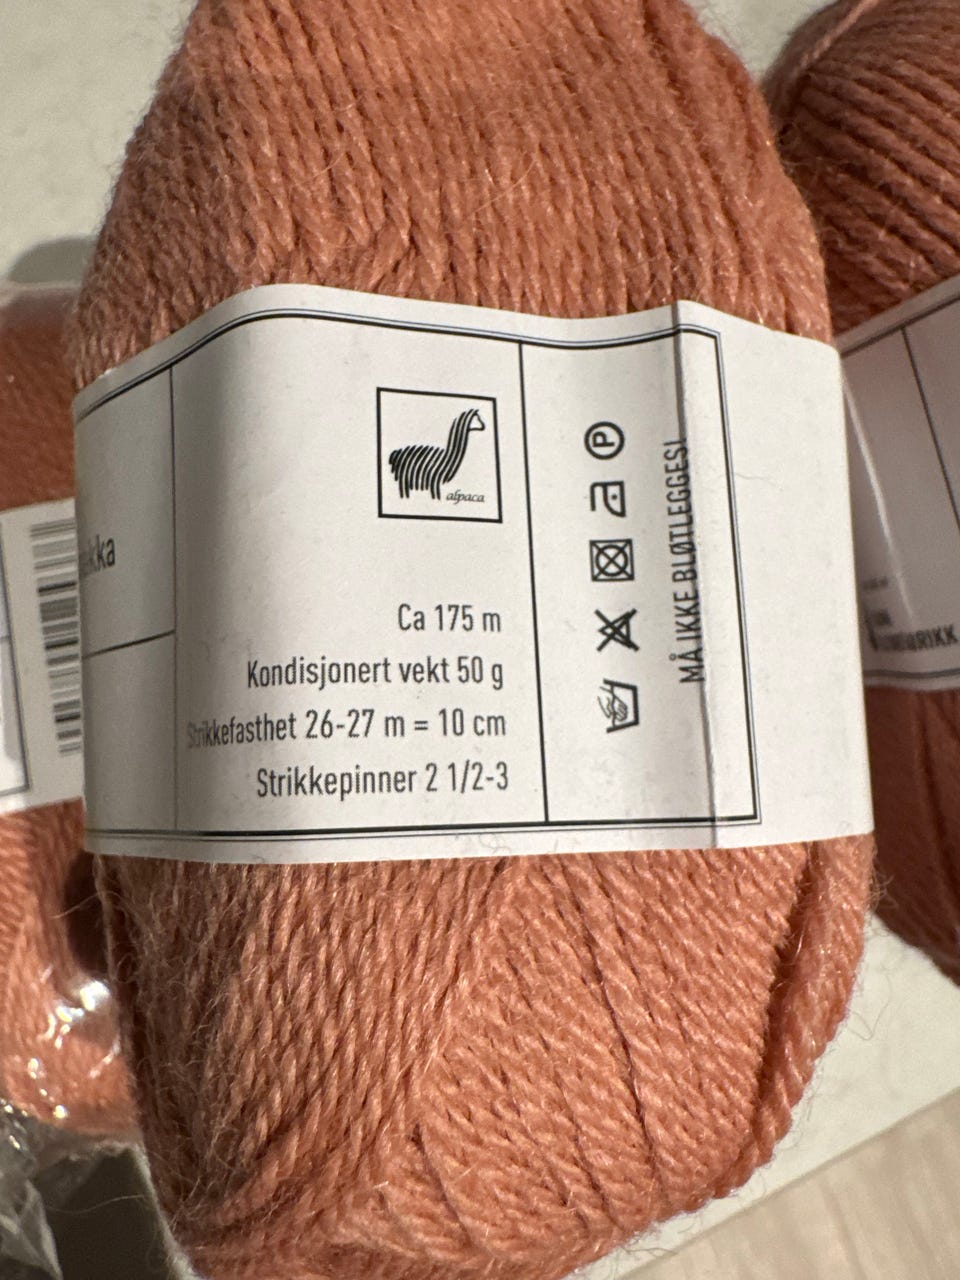 alpaca
Ca 175 m
Kondisjonert vekt 50 g
Strikkefasthet 26-27 m = 10 cm
Strikkepinner 2 1/2-3
P
MÅ IKKE BLØTLEGGES!